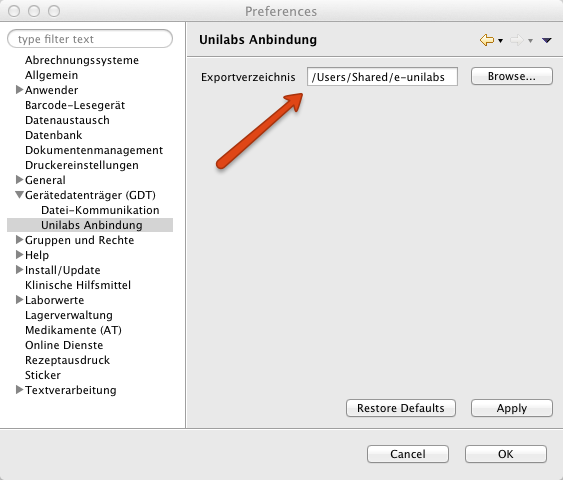 Preferences
type filter text
Abrechnungssysteme
Allgemein
Anwender
Barcode-Lesegerät
Datenaustausch
Datenbank
Dokumentenmanagement
Druckereinstellungen
General
Gerätedatenträger (GDT)
Datei-Kommunikation
Unilabs Anbindung
Gruppen und Rechte
Help
Install/Update
Klinische Hilfsmittel
Laborwerte
Lagerverwaltung
Medikamente (AT)
Online Dienste
Rezeptausdruck
Sticker
Textverarbeitung
Unilabs Anbindung
Exportverzeichnis /Users/Shared/e-unilabs Browse...
Restore Defaults Apply
Cancel OK